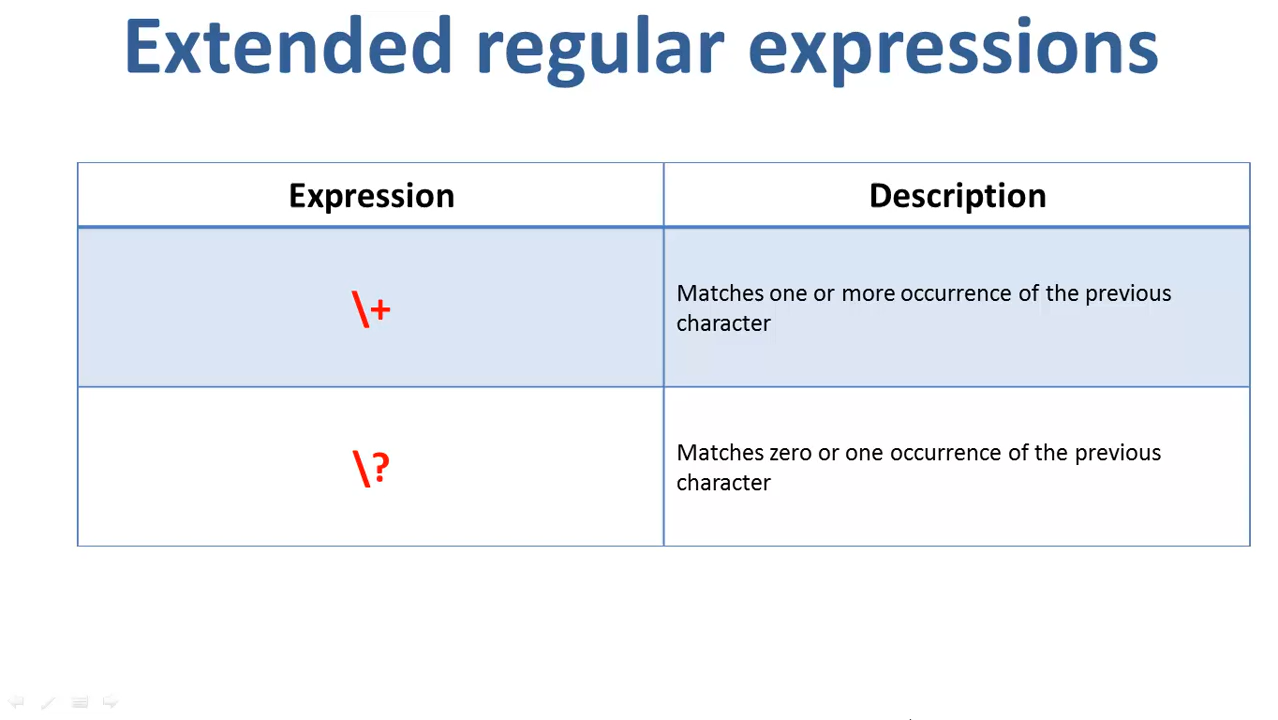 Extended regular expressions
Expression
Description
\+
Matches one or more occurrence of the previous
character
\?
Matches zero or one occurrence of the previous
character